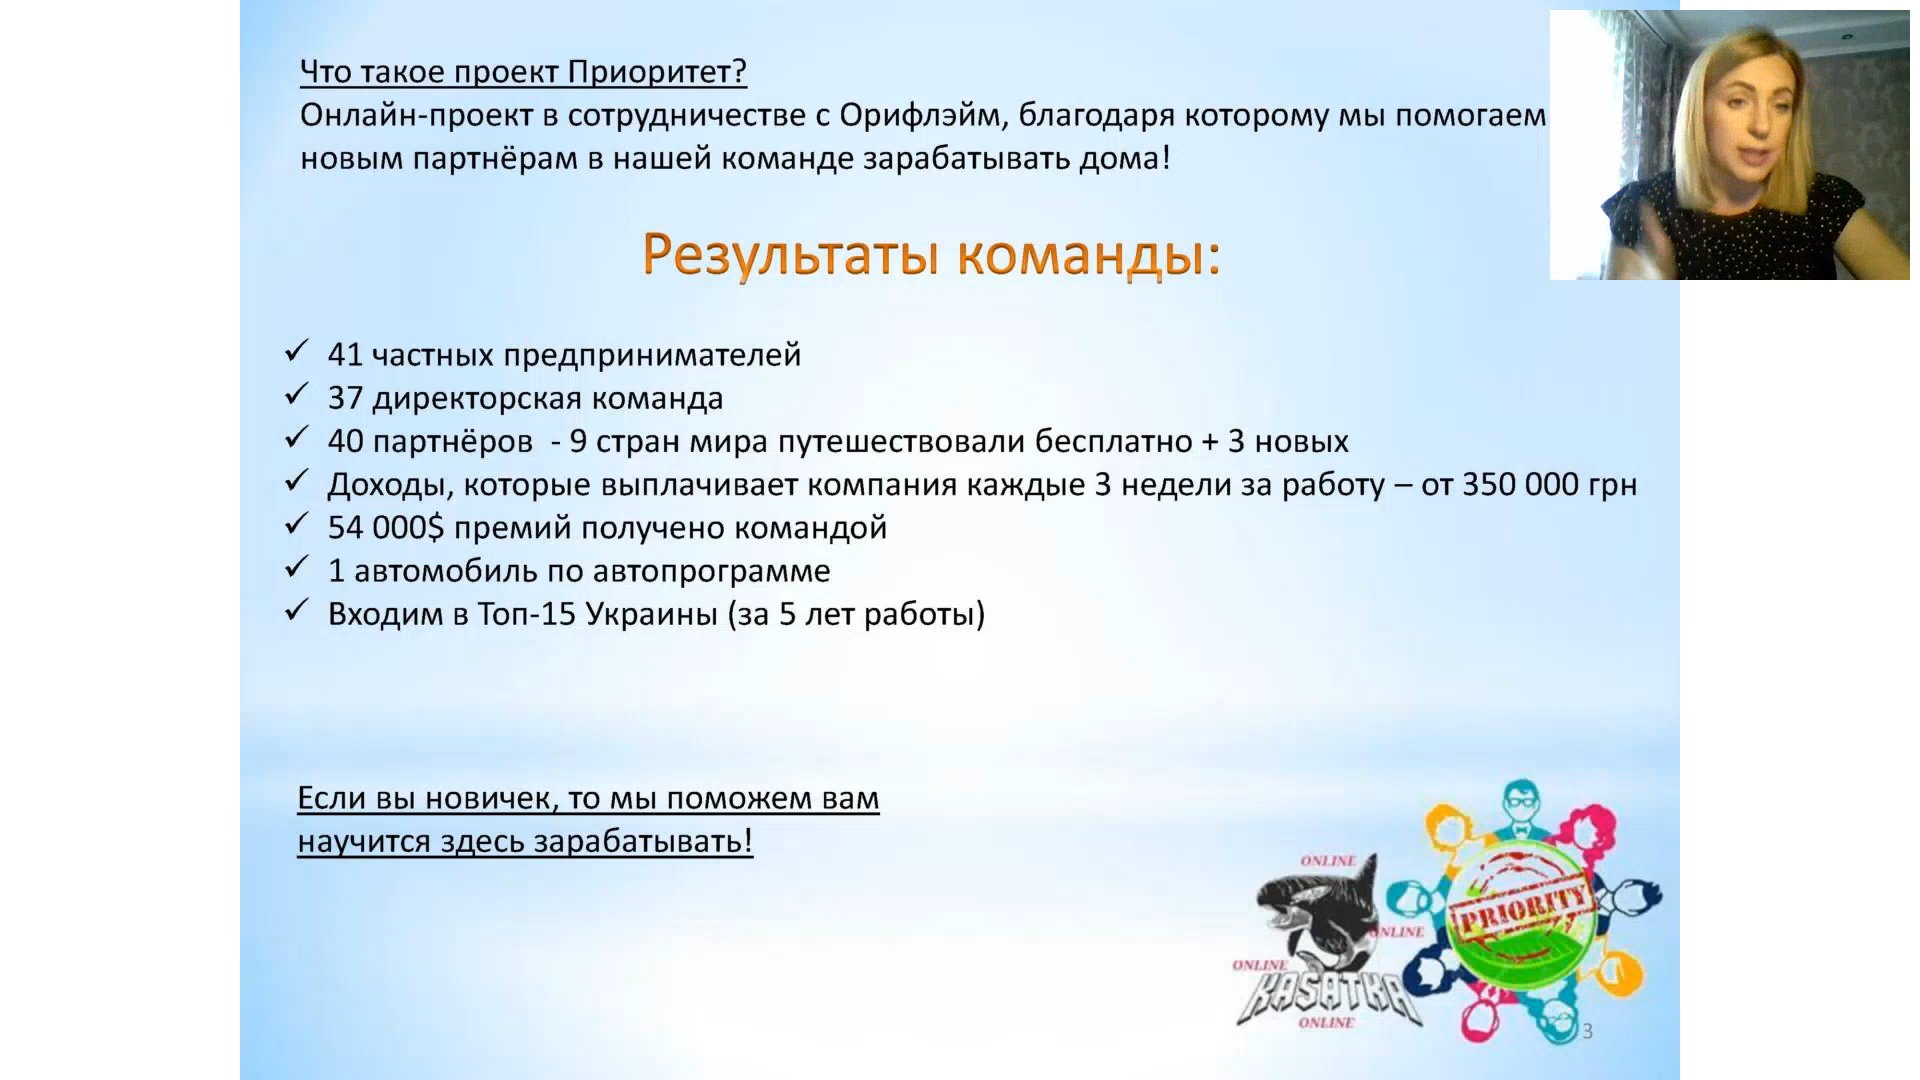 Что такое проект Приоритет?
Онлайн-проект в сотрудничестве с Орифлэйм, благодаря которому мы помогаем
новым партнёрам в нашей команде зарабатывать дома!
Результаты команды:
✓ 41 частных предпринимателей
✓ 37 директорская команда
✓ 40 партнёров - 9 стран мира путешествовали бесплатно + 3 новых
✓ Доходы, которые выплачивает компания каждые 3 недели за работу – от 350 000 грн
✓ 54 000$ премий получено командой
✓ 1 автомобиль по автопрограмме
✓ Входим в Топ-15 Украины (за 5 лет работы)
Если вы новичек, то мы поможем вам
научится здесь зарабатывать!
ONLINE
PRIORITY
ONLINE
ONLINE
KASATKA
ONLINE
3